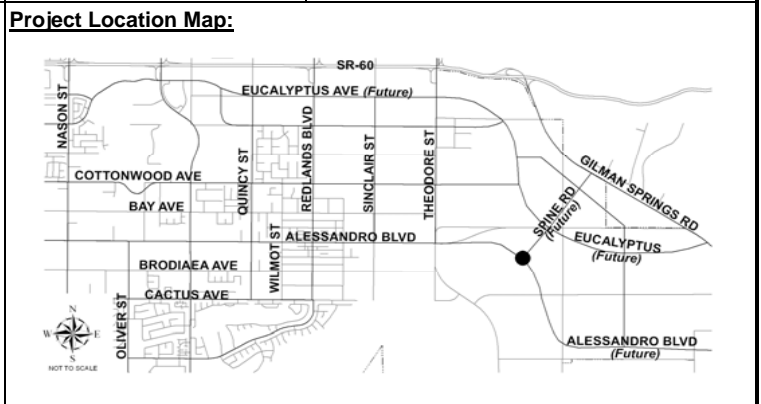 Project Location Map:
SR-60
EUCALYPTUS AVE (Future)
NASON ST
REDLANDS BLVD
SINCLAIR ST
THEODORE ST
QUINCY ST
GILMAN SPRINGS RD
COTTONWOOD AVE
BAY AVE
SPINE RD
(Future)
WILMOT ST
ALESSANDRO BLVD
EUCALYPTUS
(Future)
BRODIAEA AVE
CACTUS AVE
OLIVER ST
N
W E
S
NOT TO SCALE
ALESSANDRO BLVD
(Future)